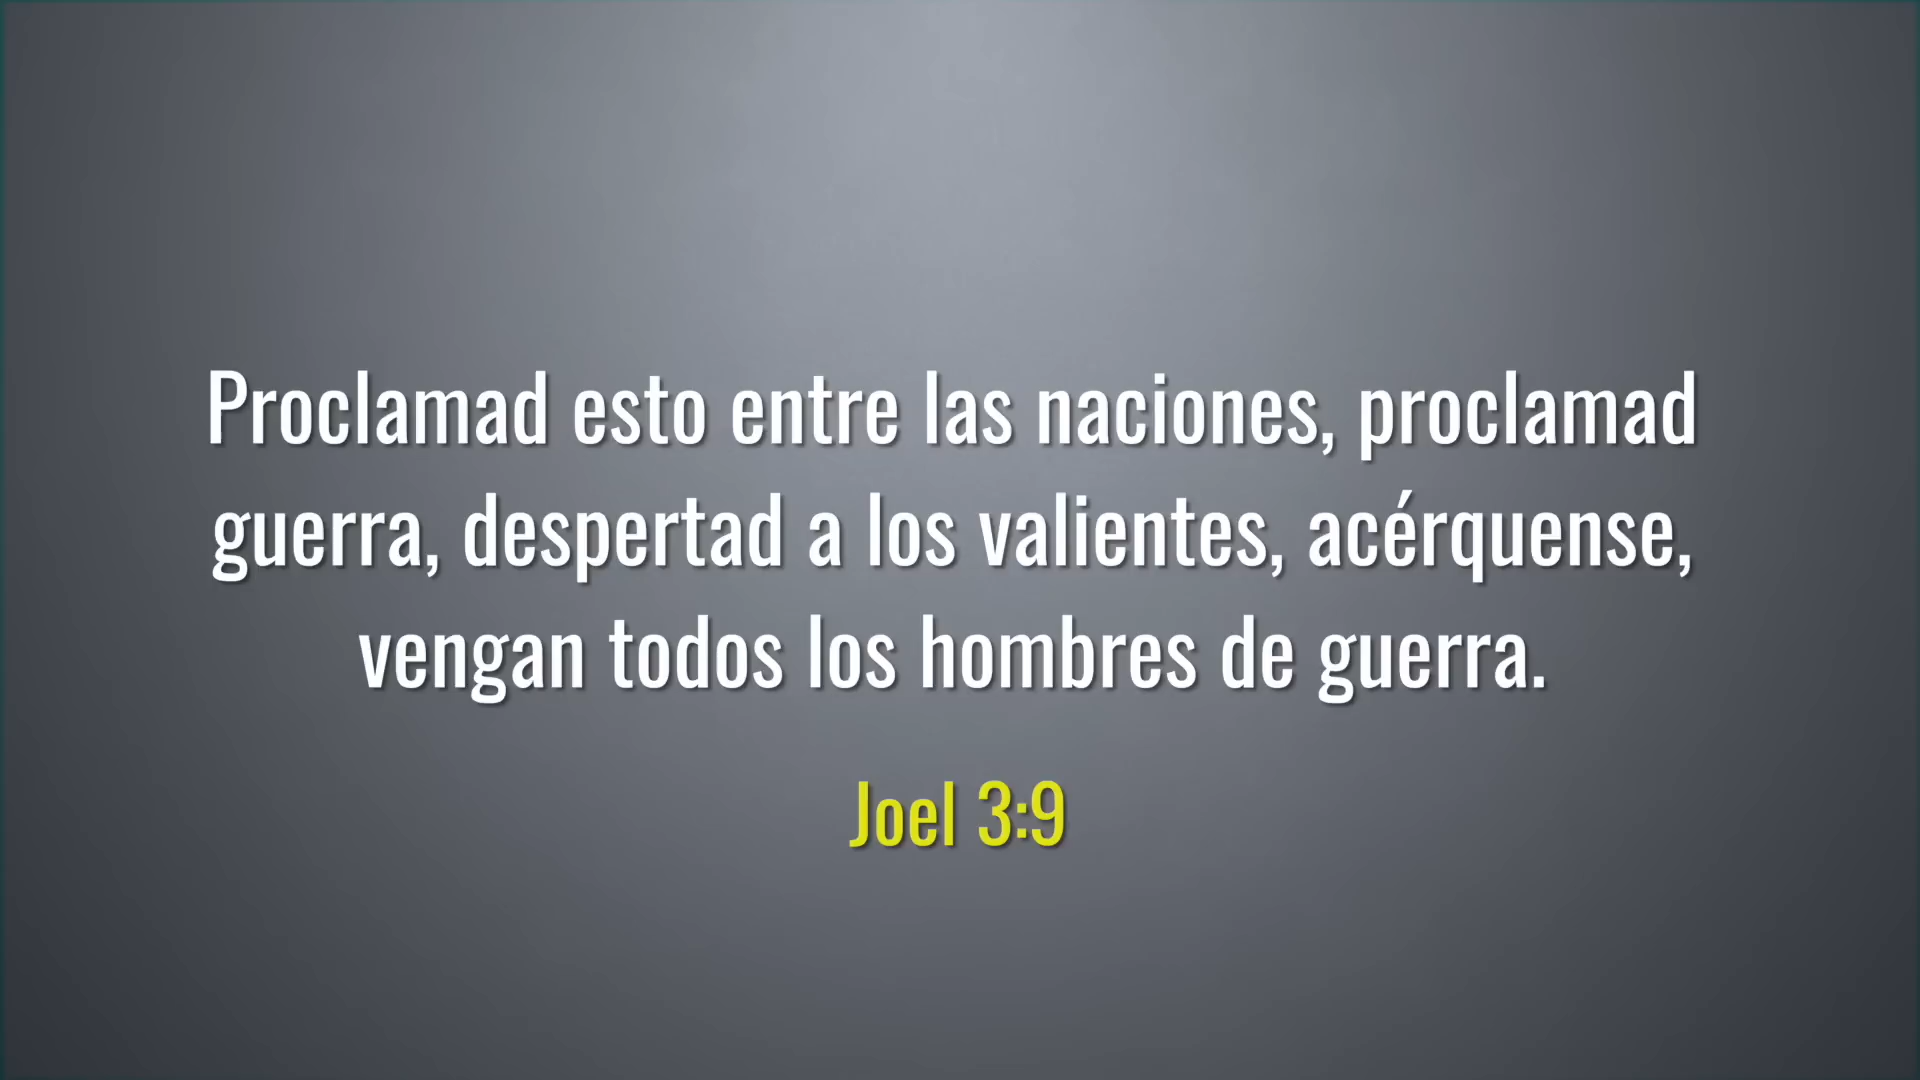 Proclamad esto entre las naciones, proclamad
guerra, despertad a los valientes, acérquense,
vengan todos los hombres de guerra.
Joel 3:9